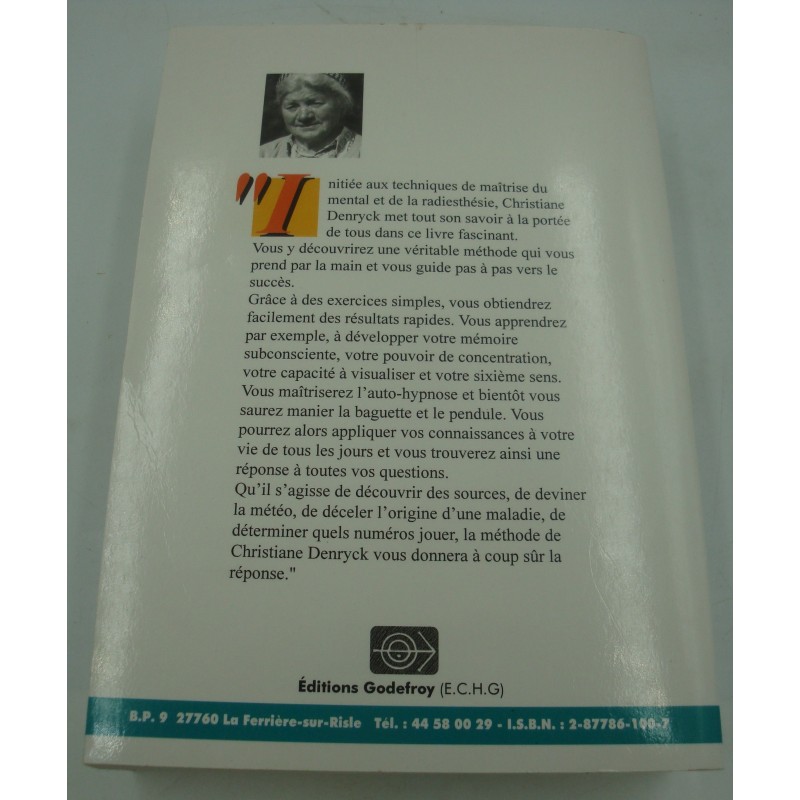 "Initiée aux techniques de maîtrise du
mental et de la radiesthésie, Christiane
Denryck met tout son savoir à la portée
de tous dans ce livre fascinant.
Vous y découvrirez une véritable méthode qui vous
prend par la main et vous guide pas à pas vers le
succès.
Grâce à des exercices simples, vous obtiendrez
facilement des résultats rapides. Vous apprendrez
par exemple, à développer votre mémoire
subconsciente, votre pouvoir de concentration,
votre capacité à visualiser et votre sixième sens.
Vous maîtriserez l'auto-hypnose et bientôt vous
saurez manier la baguette et le pendule. Vous
pourrez alors appliquer vos connaissances à votre
vie de tous les jours et vous trouverez ainsi une
réponse à toutes vos questions.
Qu'il s'agisse de découvrir des sources, de deviner
la météo, de déceler l'origine d'une maladie, de
déterminer quels numéros jouer, la méthode de
Christiane Denryck vous donnera à coup sûr la
réponse."
Éditions Godefroy (E.C.H.G)
B.P. 9 27760 La Ferrière-sur-Risle Tél. : 44 58 00 29 - I.S.B.N. : 2-87786-100-7